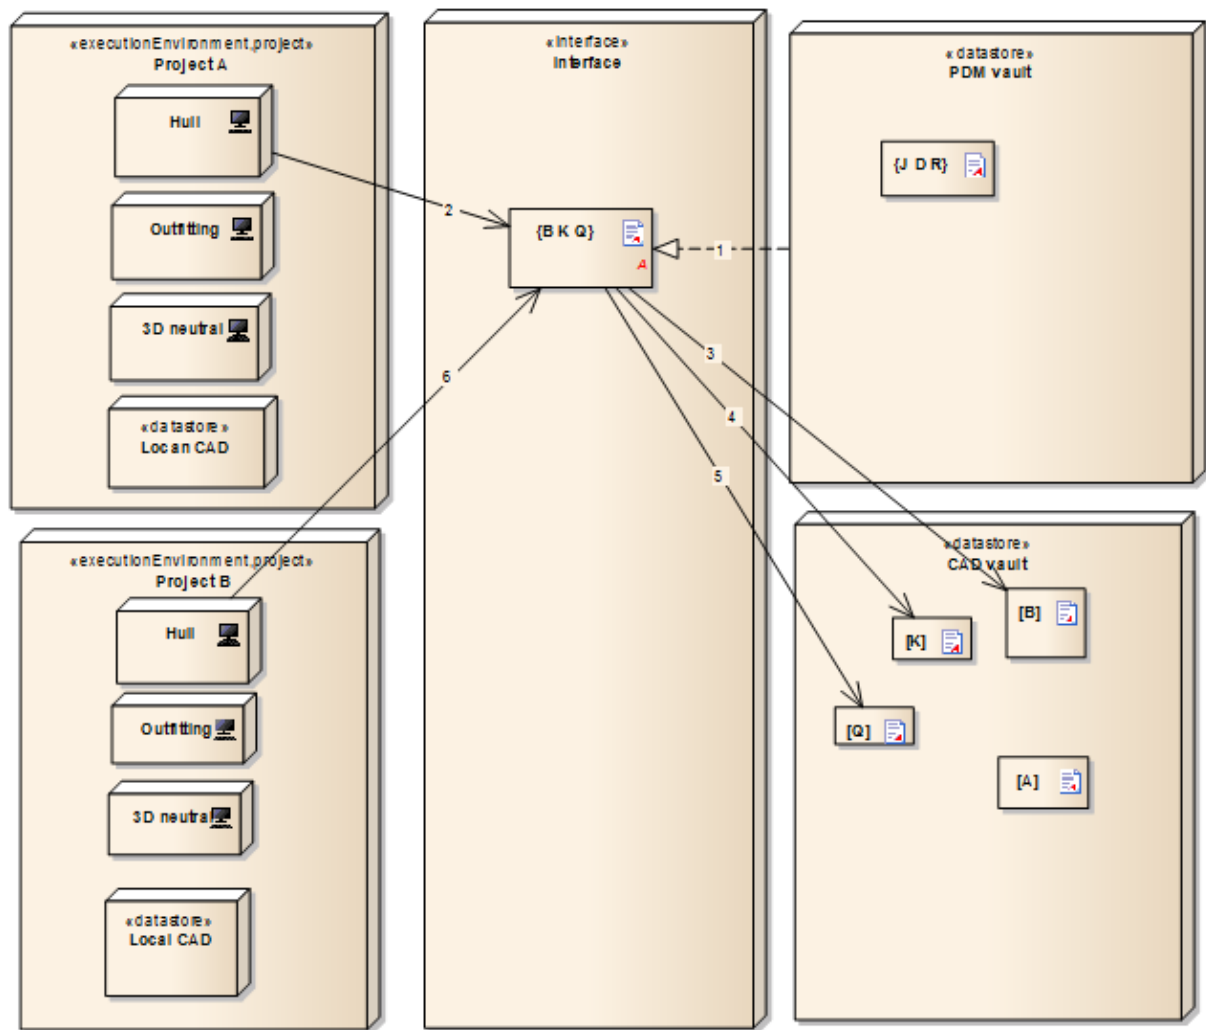 «executionEnvironment,project»
Project A
Hull
Outfitting
3D neutral
«datastore»
Locan CAD
«executionEnvironment,project»
Project B
Hull
Outfitting
3D neutral
«datastore»
Local CAD
«interface»
Interface
{B K Q}
A
2
1
6
3
4
5
«datastore»
PDM vault
{J D R}
«datastore»
CAD vault
[B]
[K]
[Q]
[A]